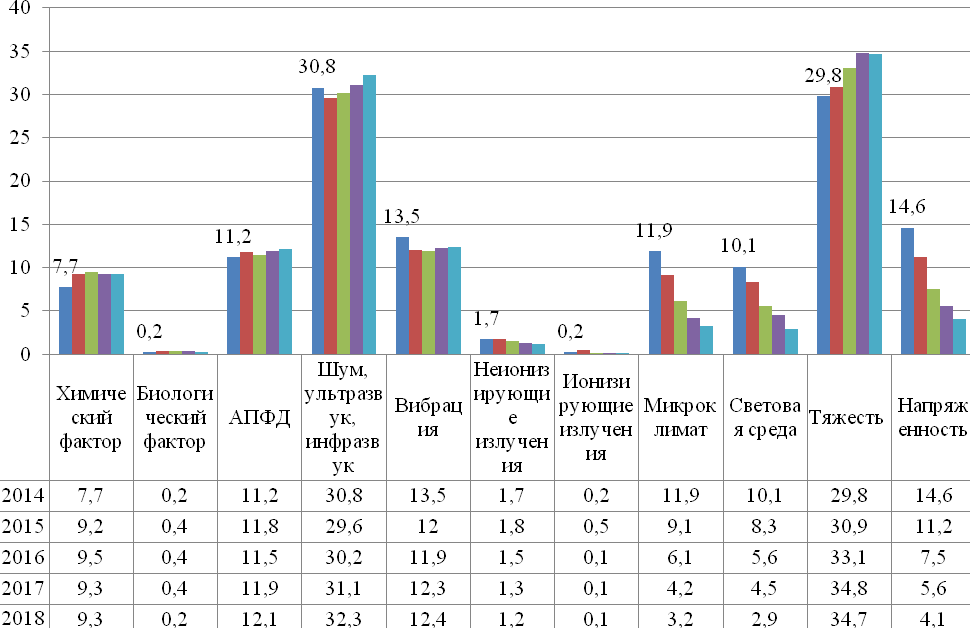 40
35
30
25
20
15
10
5
0
7,7
0,2
11,2
30,8
13,5
1,7
0,2
11,9
10,1
29,8
14,6
Химиче
ский
фактор
Биологи
ческий
фактор
АПФД
Шум,
ультразв
ук,
инфразв
ук
Вибрац
ия
Неиониз
ирующи
е
излучен
ия
Ионизи
рующие
излучен
ия
Микрок
лимат
Светова
я среда
Тяжесть
Напряж
енность
2014 7,7 0,2 11,2 30,8 13,5 1,7 0,2 11,9 10,1 29,8 14,6
2015 9,2 0,4 11,8 29,6 12 1,8 0,5 9,1 8,3 30,9 11,2
2016 9,5 0,4 11,5 30,2 11,9 1,5 0,1 6,1 5,6 33,1 7,5
2017 9,3 0,4 11,9 31,1 12,3 1,3 0,1 4,2 4,5 34,8 5,6
2018 9,3 0,2 12,1 32,3 12,4 1,2 0,1 3,2 2,9 34,7 4,1